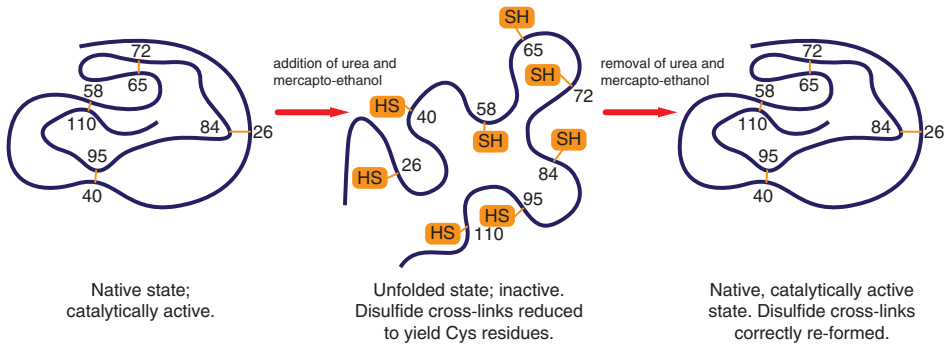 72
65
58
110
84
26
95
40
Native state;
catalytically active.
addition of urea and
mercapto-ethanol
SH
65
SH
72
HS
40
58
SH
SH
84
26
HS
95
HS
HS
110
Unfolded state; inactive.
Disulfide cross-links reduced
to yield Cys residues.
removal of urea and
mercapto-ethanol
72
65
58
110
84
26
95
40
Native, catalytically active
state. Disulfide cross-links
correctly re-formed.